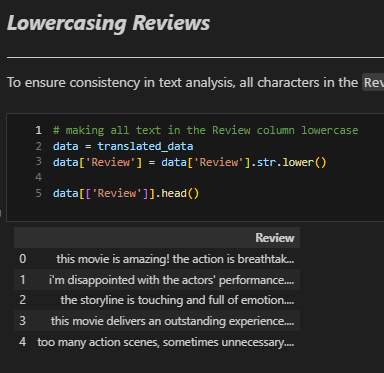 Lowercasing Reviews
To ensure consistency in text analysis, all characters in the Rev
1 # making all text in the Review column lowercase
2 data = translated_data
3 data['Review'] = data['Review'].str.lower()
4
5 data[['Review']].head()
Review
0 this movie is amazing! the action is breathtak...
1 i'm disappointed with the actors' performance....
2 the storyline is touching and full of emotion....
3 this movie delivers an outstanding experience....
4 too many action scenes, sometimes unnecessary....